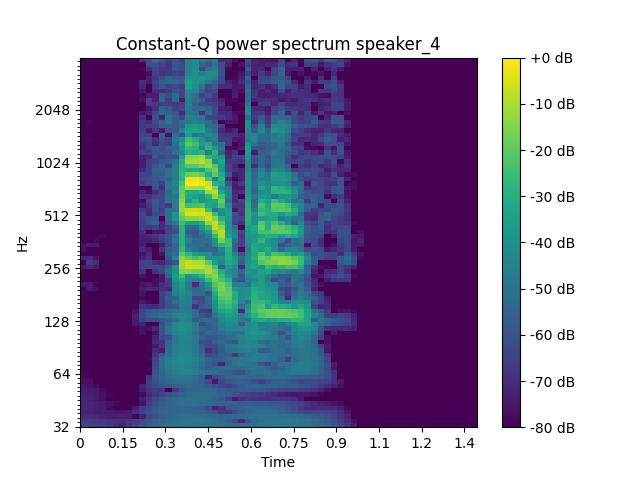 Constant-Q power spectrum speaker_4
Hz
2048
1024
512
256
128
64
32
0 0.15 0.3 0.45 0.6 0.75 0.9 1.1 1.2 1.4
Time
+0 dB
-10 dB
-20 dB
-30 dB
-40 dB
-50 dB
-60 dB
-70 dB
-80 dB